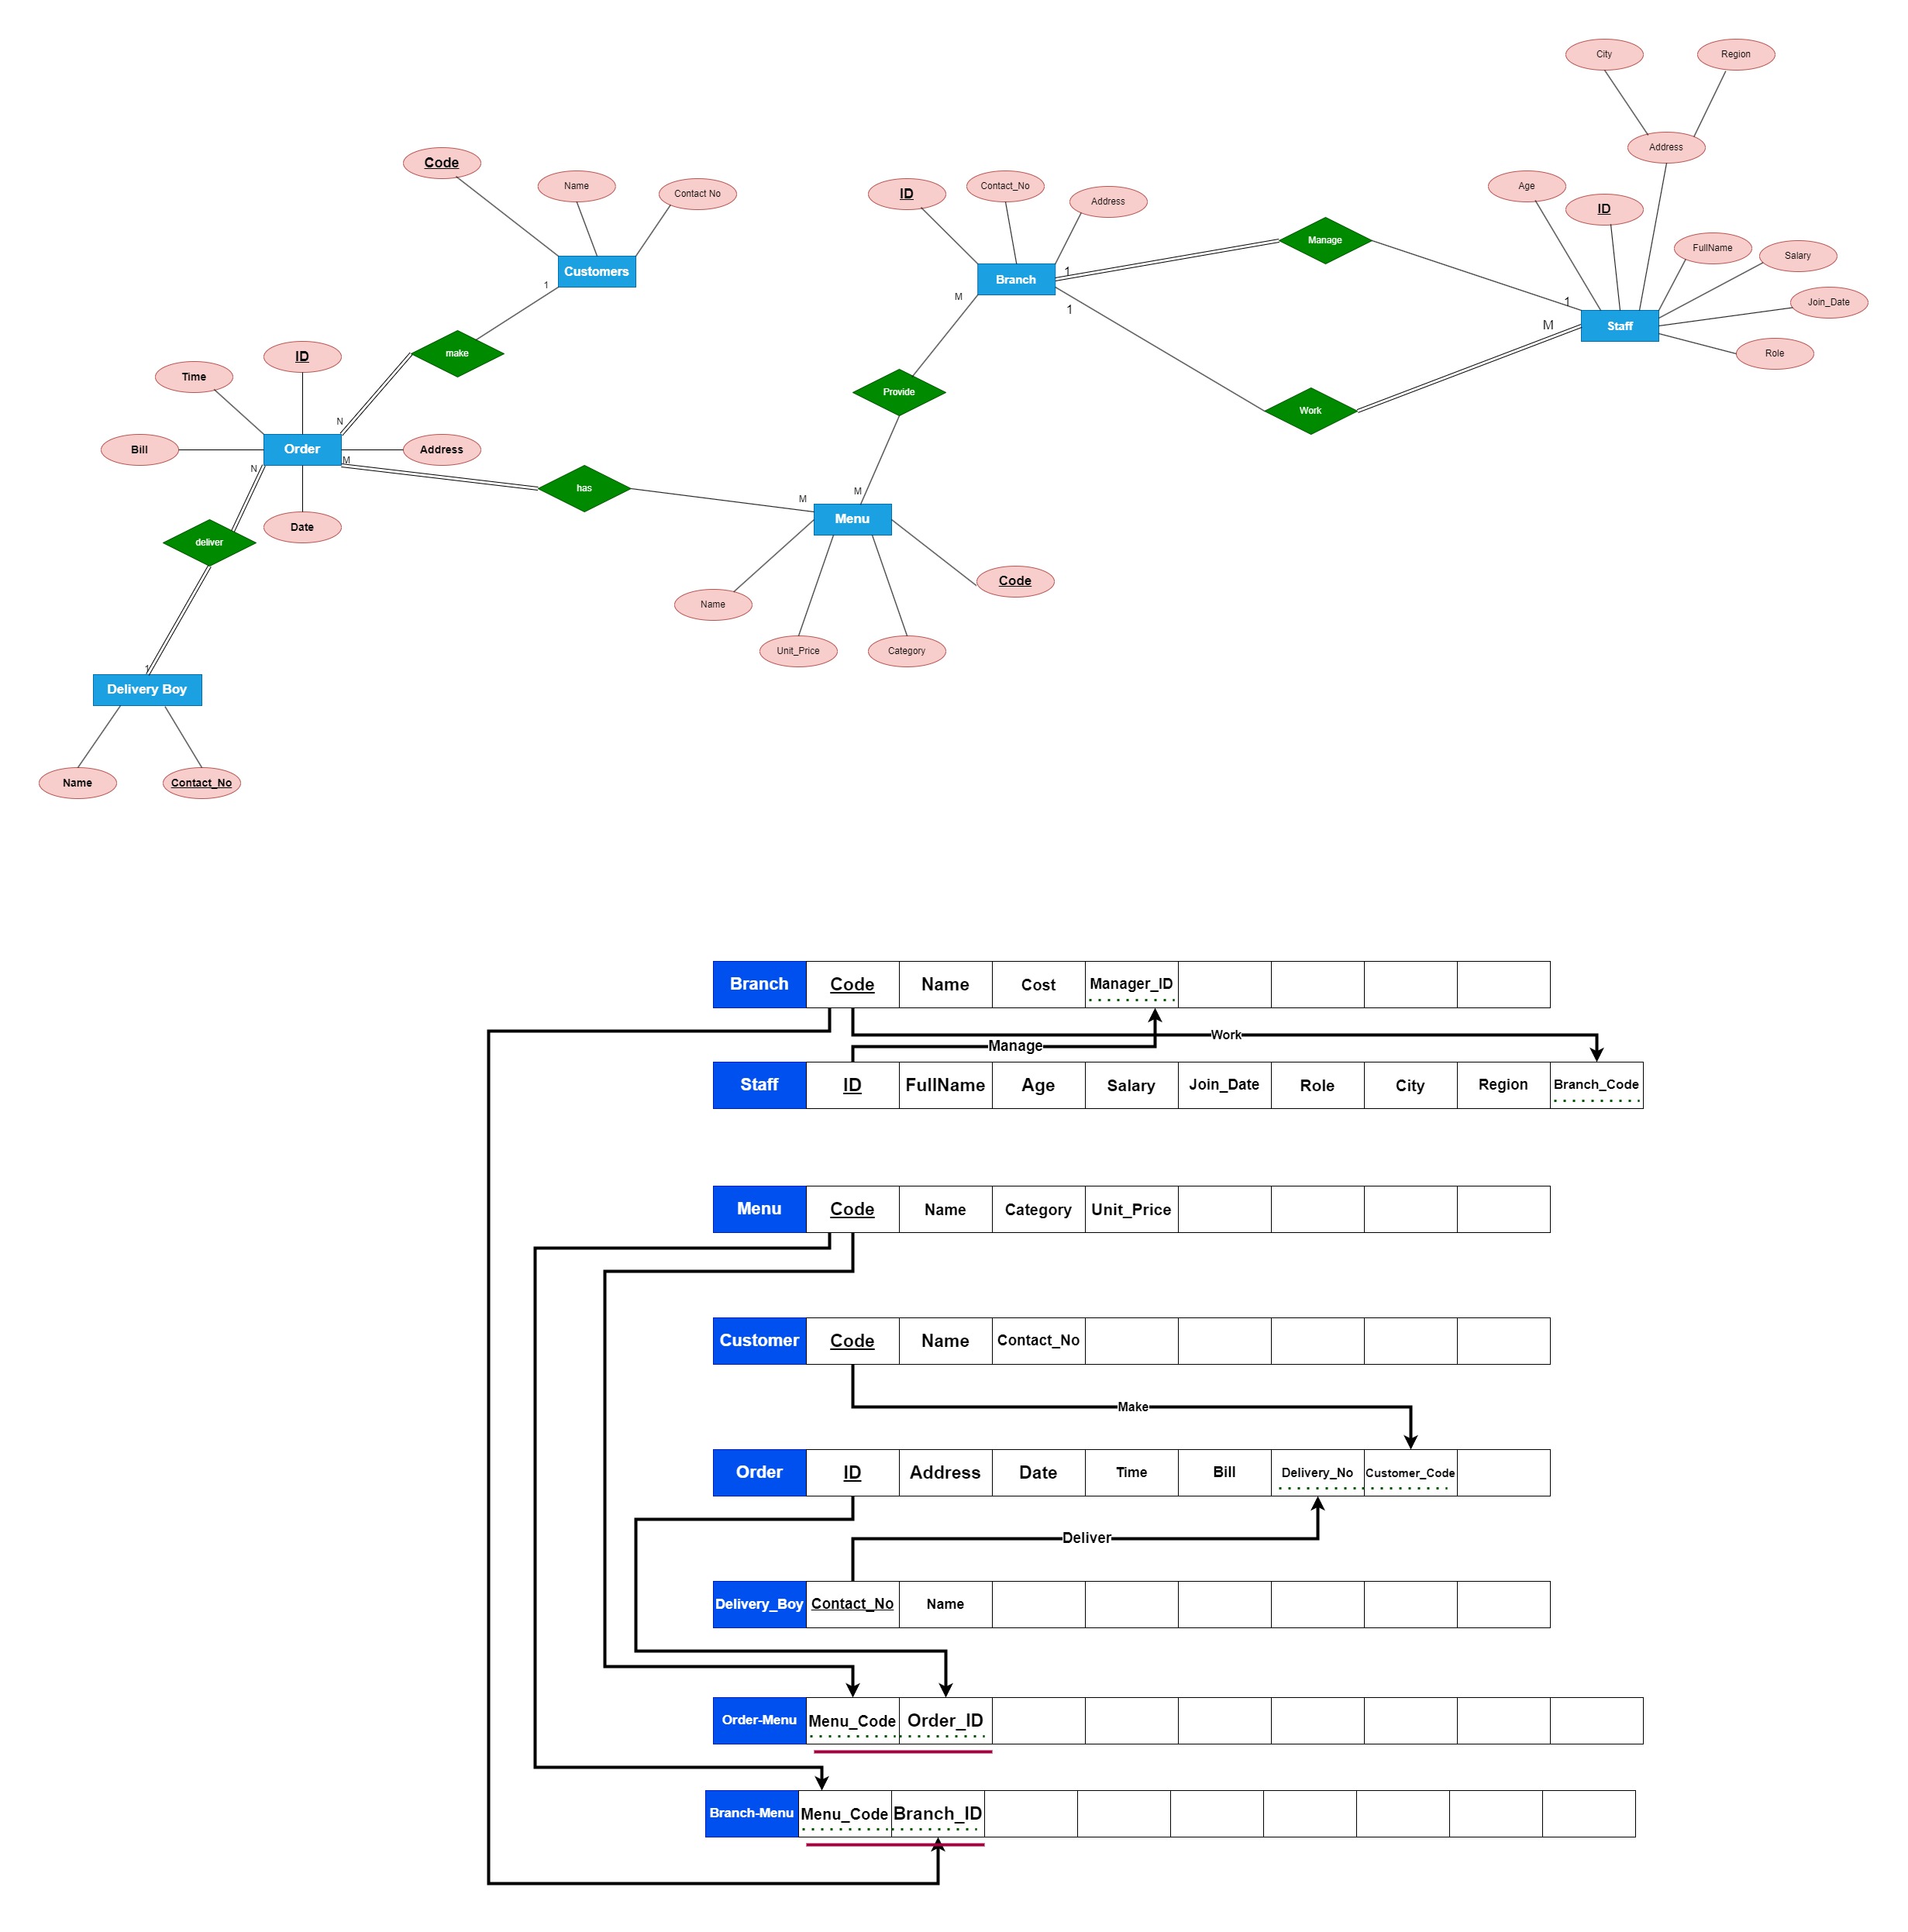 City
Region
Address
Code
Name
Contact No
ID
Contact_No
Address
Age
ID
FullName
Salary
Join_Date
Role
Manage
Customers
Branch
Staff
1
1
M
1
1
M
make
Provide
Work
ID
Time
Order
Bill
Address
Date
N
N
M
has
M
M
Menu
deliver
Name
Unit_Price
Category
Code
1
Delivery Boy
Name
Contact_No
Branch Code Name Cost Manager_ID
Work
Manage
Staff ID FullName Age Salary Join_Date Role City Region Branch_Code
Menu Code Name Category Unit_Price
Customer Code Name Contact_No
Make
Order ID Address Date Time Bill Delivery_No Customer_Code
Deliver
Delivery_Boy Contact_No Name
Order-Menu Menu_Code Order_ID
Branch-Menu Menu_Code Branch_ID